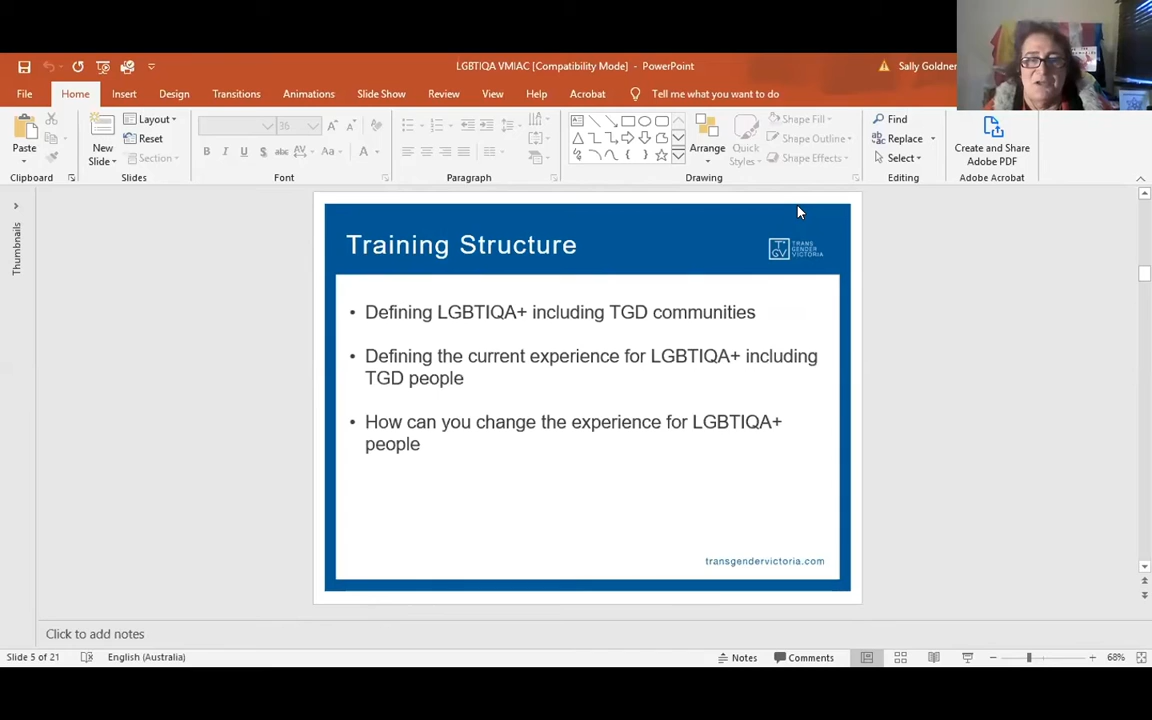 LGBTIQA VMIAC [Compatibility Mode] - PowerPoint
Sally Goldner
File Home Insert Design Transitions Animations Slide Show Review View Help Acrobat Tell me what you want to do
Paste
Clipboard
New
Slide
Layout
Reset
Section
Slides
36
B I U S abc AV Aa A
Font
Paragraph
Arrange
Quick
Styles
Shape Fill
Shape Outline
Shape Effects
Drawing
Find
Replace
Select
Editing
Create and Share
Adobe PDF
Adobe Acrobat
Thumbnails
Training Structure
T GV
TRANS
GENDER
VICTORIA
• Defining LGBTIQA+ including TGD communities
• Defining the current experience for LGBTIQA+ including
TGD people
• How can you change the experience for LGBTIQA+
people
transgendervictoria.com
Click to add notes
Slide 5 of 21 English (Australia) Notes Comments 68%